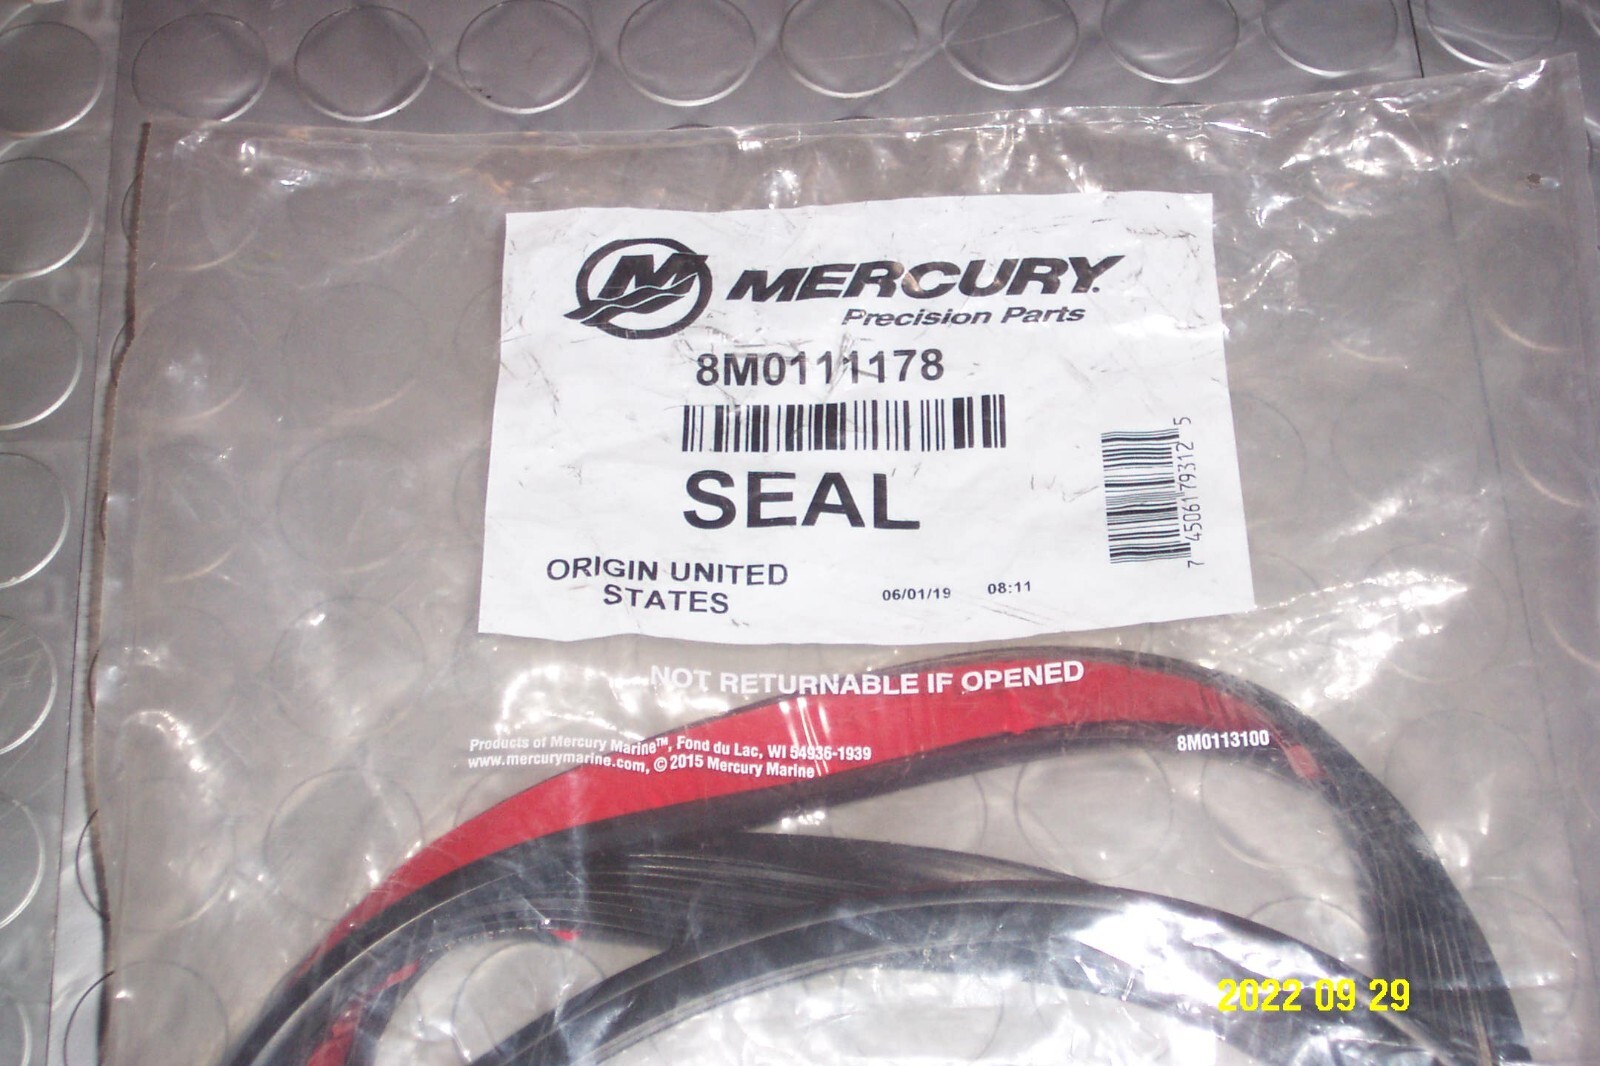 MERCURY
Precision Parts
8M0111178
SEAL
ORIGIN UNITED
STATES
06/01/19 08:11
7 45061 79312 5
NOT RETURNABLE IF OPENED
Products of Mercury Marine™, Fond du Lac, WI 54936-1939
www.mercurymarine.com, © 2015 Mercury Marine
8M0113100
2022 09 29